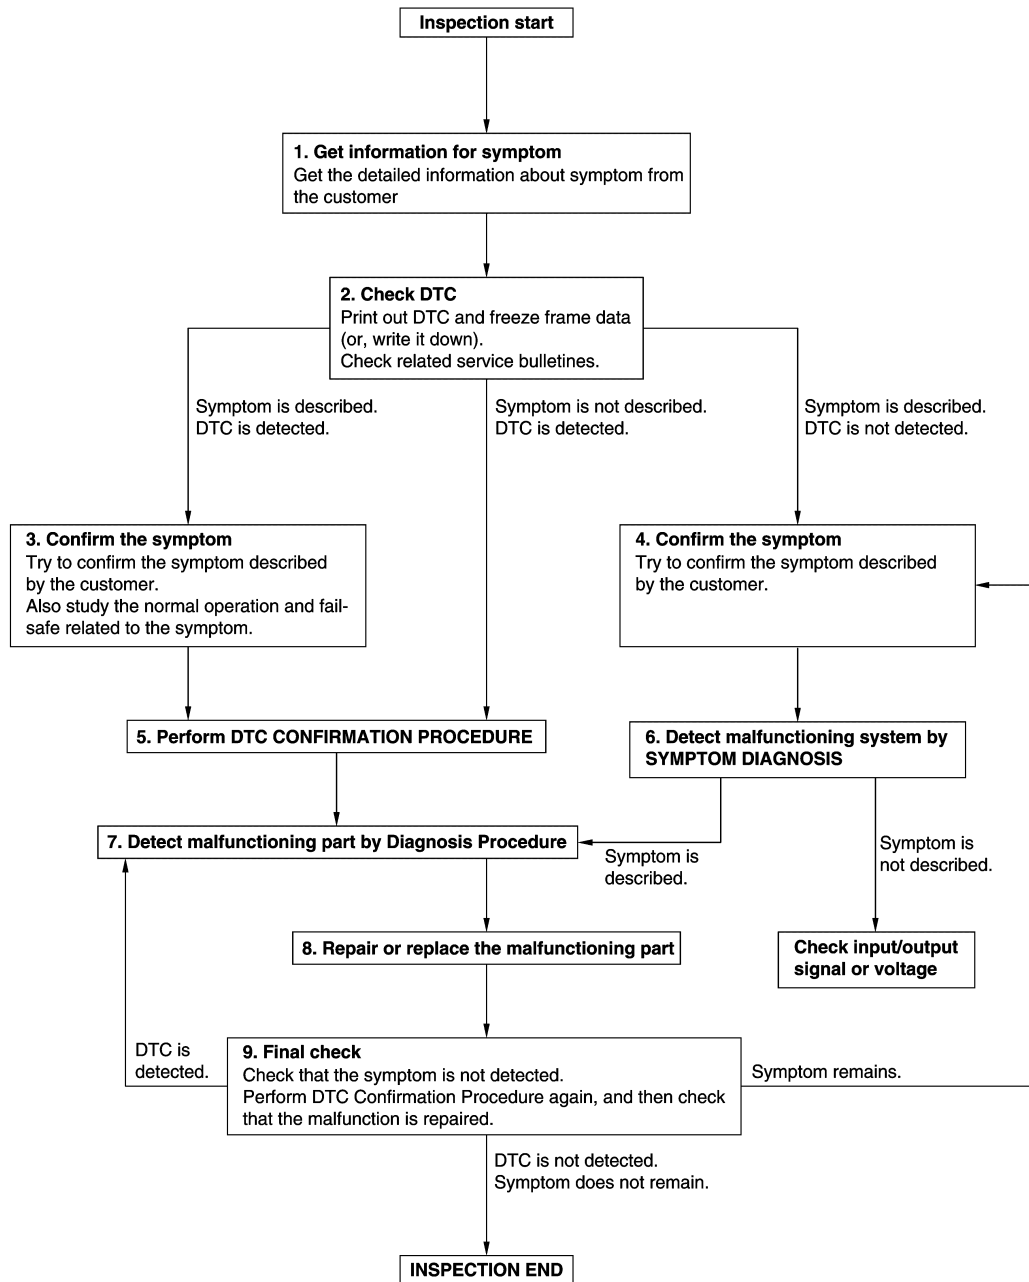 Inspection start
1. Get information for symptom
Get the detailed information about symptom from
the customer
2. Check DTC
Print out DTC and freeze frame data
(or, write it down).
Check related service bulletines.
Symptom is described.
DTC is detected.
Symptom is not described.
DTC is detected.
Symptom is described.
DTC is not detected.
3. Confirm the symptom
Try to confirm the symptom described
by the customer.
Also study the normal operation and fail-
safe related to the symptom.
4. Confirm the symptom
Try to confirm the symptom described
by the customer.
5. Perform DTC CONFIRMATION PROCEDURE
6. Detect malfunctioning system by
SYMPTOM DIAGNOSIS
7. Detect malfunctioning part by Diagnosis Procedure
Symptom is
described.
Symptom is
not described.
8. Repair or replace the malfunctioning part
Check input/output
signal or voltage
DTC is
detected.
9. Final check
Check that the symptom is not detected.
Perform DTC Confirmation Procedure again, and then check
that the malfunction is repaired.
Symptom remains.
DTC is not detected.
Symptom does not remain.
INSPECTION END